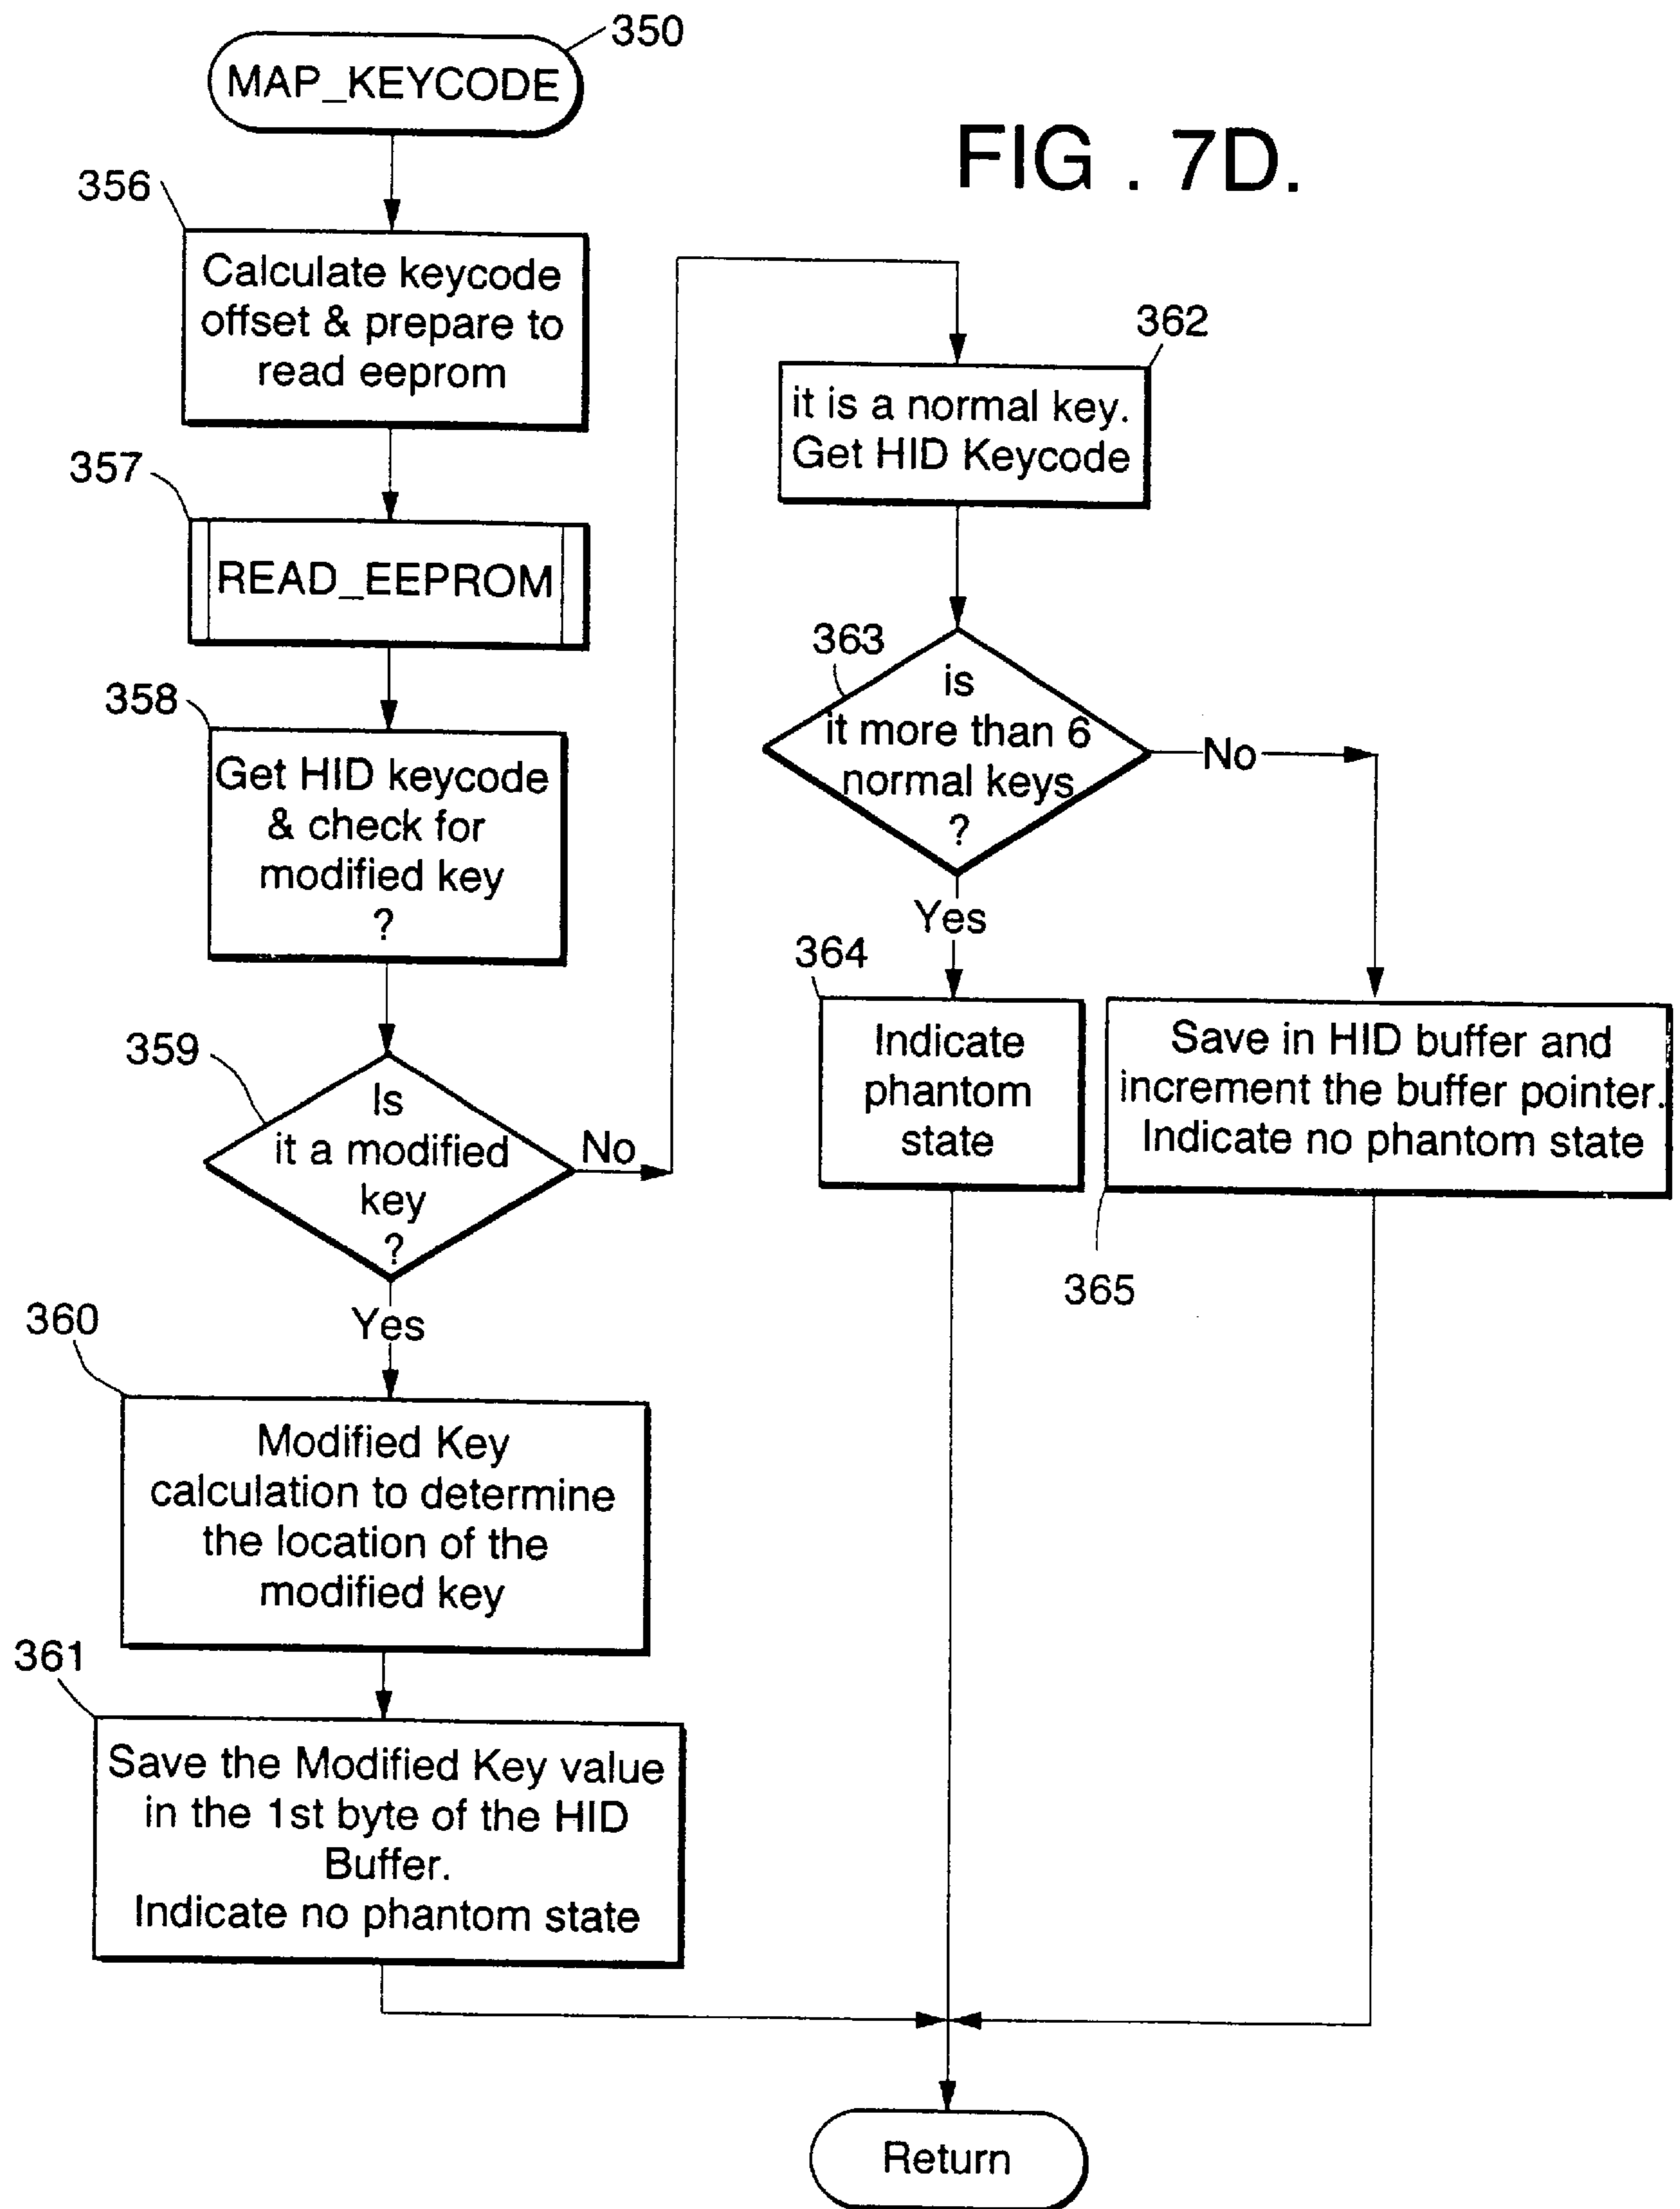 350
MAP_KEYCODE
FIG . 7D.
356
Calculate keycode
offset & prepare to
read eeprom
357
READ_EEPROM
358
Get HID keycode
& check for
modified key
?
359
Is
it a modified
key
?
No
Yes
360
Modified Key
calculation to determine
the location of the
modified key
361
Save the Modified Key value
in the 1st byte of the HID
Buffer.
Indicate no phantom state
362
it is a normal key.
Get HID Keycode
363
is
it more than 6
normal keys
?
No
Yes
364
Indicate
phantom
state
Save in HID buffer and
increment the buffer pointer.
Indicate no phantom state
365
Return